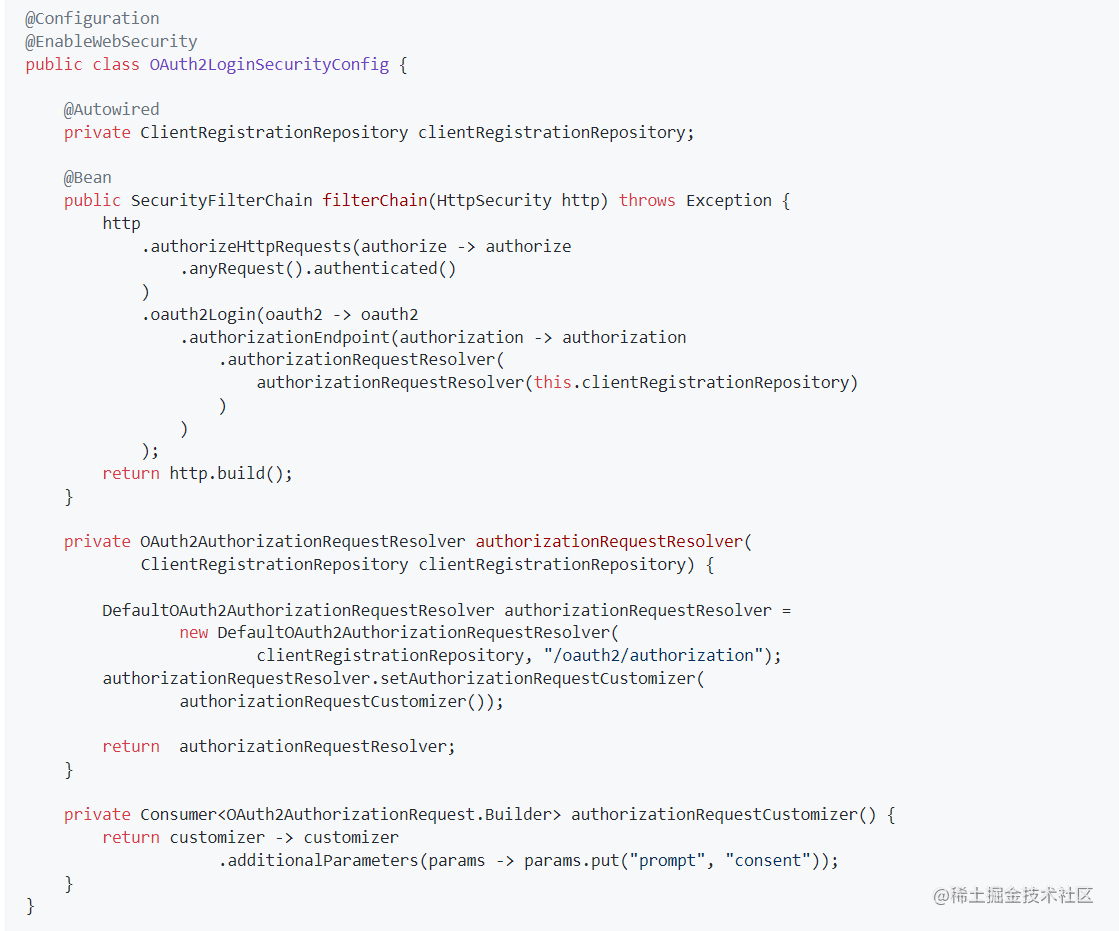 @Configuration
@EnableWebSecurity
public class OAuth2LoginSecurityConfig {
@Autowired
private ClientRegistrationRepository clientRegistrationRepository;
@Bean
public SecurityFilterChain filterChain(HttpSecurity http) throws Exception {
http
.authorizeHttpRequests(authorize -> authorize
.anyRequest().authenticated()
)
.oauth2Login(oauth2 -> oauth2
.authorizationEndpoint(authorization -> authorization
.authorizationRequestResolver(
authorizationRequestResolver(this.clientRegistrationRepository)
)
)
);
return http.build();
}
private OAuth2AuthorizationRequestResolver authorizationRequestResolver(
ClientRegistrationRepository clientRegistrationRepository) {
DefaultOAuth2AuthorizationRequestResolver authorizationRequestResolver =
new DefaultOAuth2AuthorizationRequestResolver(
clientRegistrationRepository, "/oauth2/authorization");
authorizationRequestResolver.setAuthorizationRequestCustomizer(
authorizationRequestCustomizer());
return  authorizationRequestResolver;
}
private Consumer<OAuth2AuthorizationRequest.Builder> authorizationRequestCustomizer() {
return customizer -> customizer
.additionalParameters(params -> params.put("prompt", "consent"));
}
}
@稀土掘金技术社区